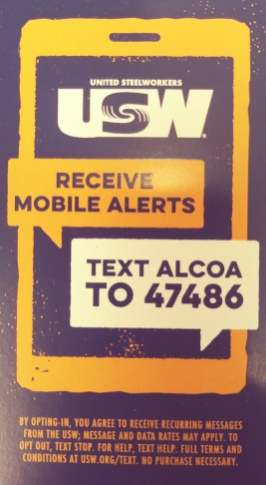 UNITED STEELWORKERS
USW
RECEIVE
MOBILE ALERTS
TEXT ALCOA
TO 47486
BY OPTING-IN, YOU AGREE TO RECEIVE RECURRING MESSAGES
FROM THE USW; MESSAGE AND DATA RATES MAY APPLY. TO
OPT OUT, TEXT STOP. FOR HELP, TEXT HELP. FULL TERMS AND
CONDITIONS AT USW.ORG/TEXT. NO PURCHASE NECESSARY.